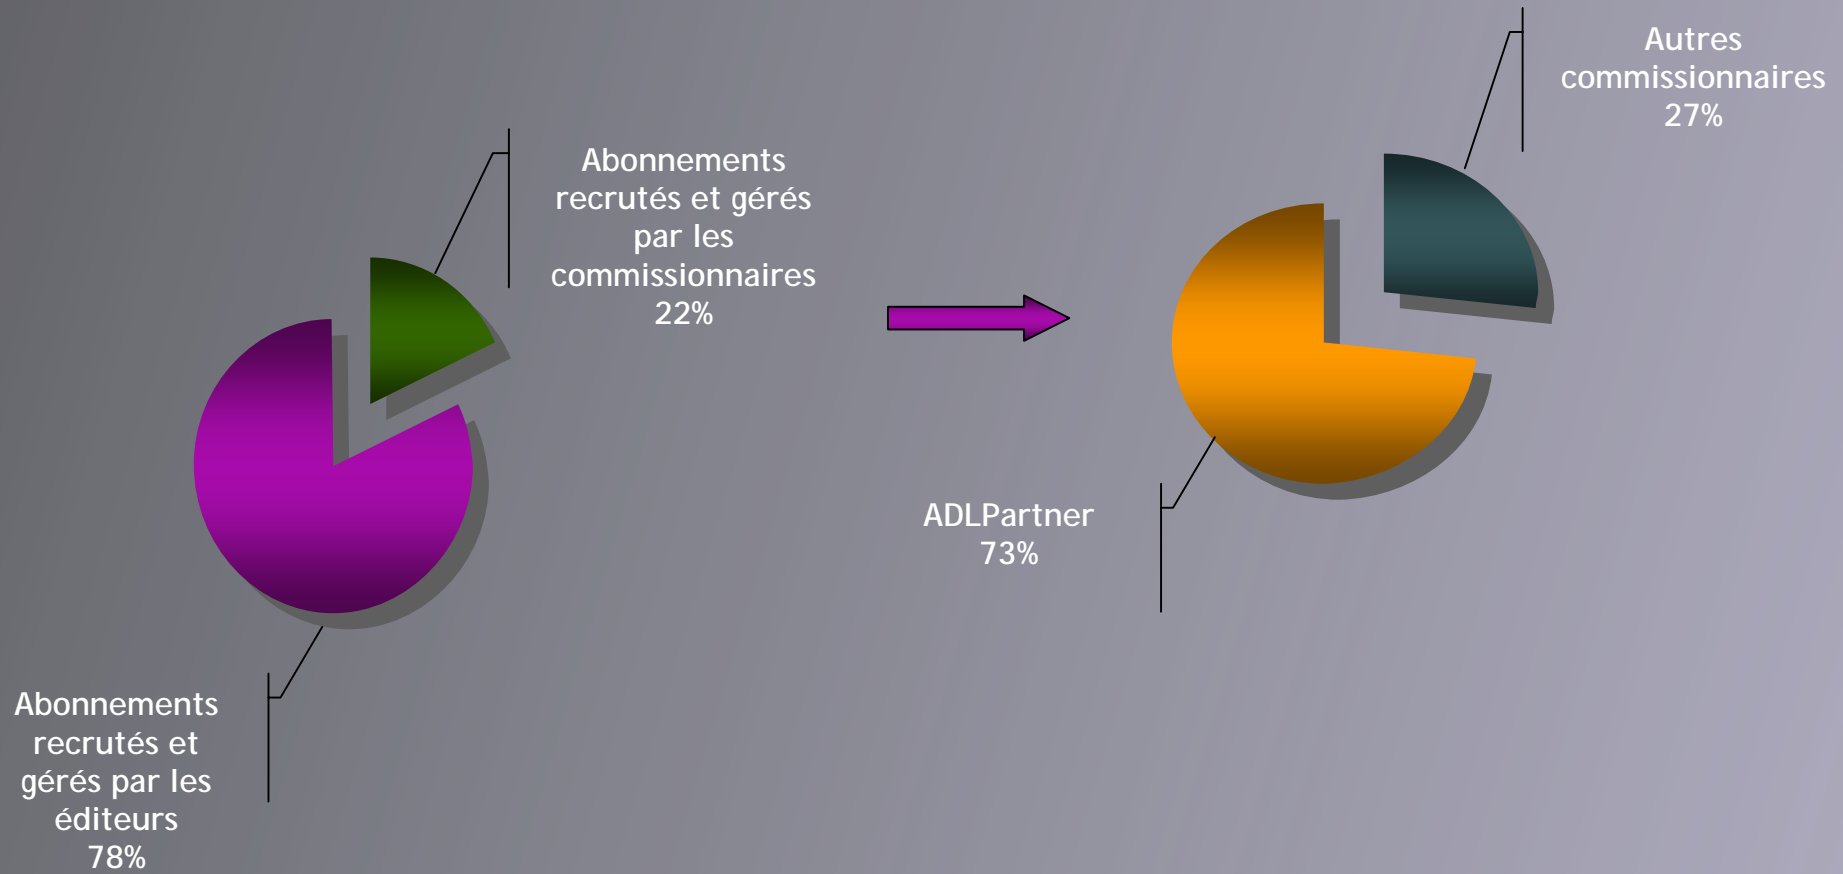 Abonnements
recrutés et gérés
par les
commissionnaires
22%
Abonnements
recrutés et
gérés par les
éditeurs
78%
Autres
commissionnaires
27%
ADLPartner
73%